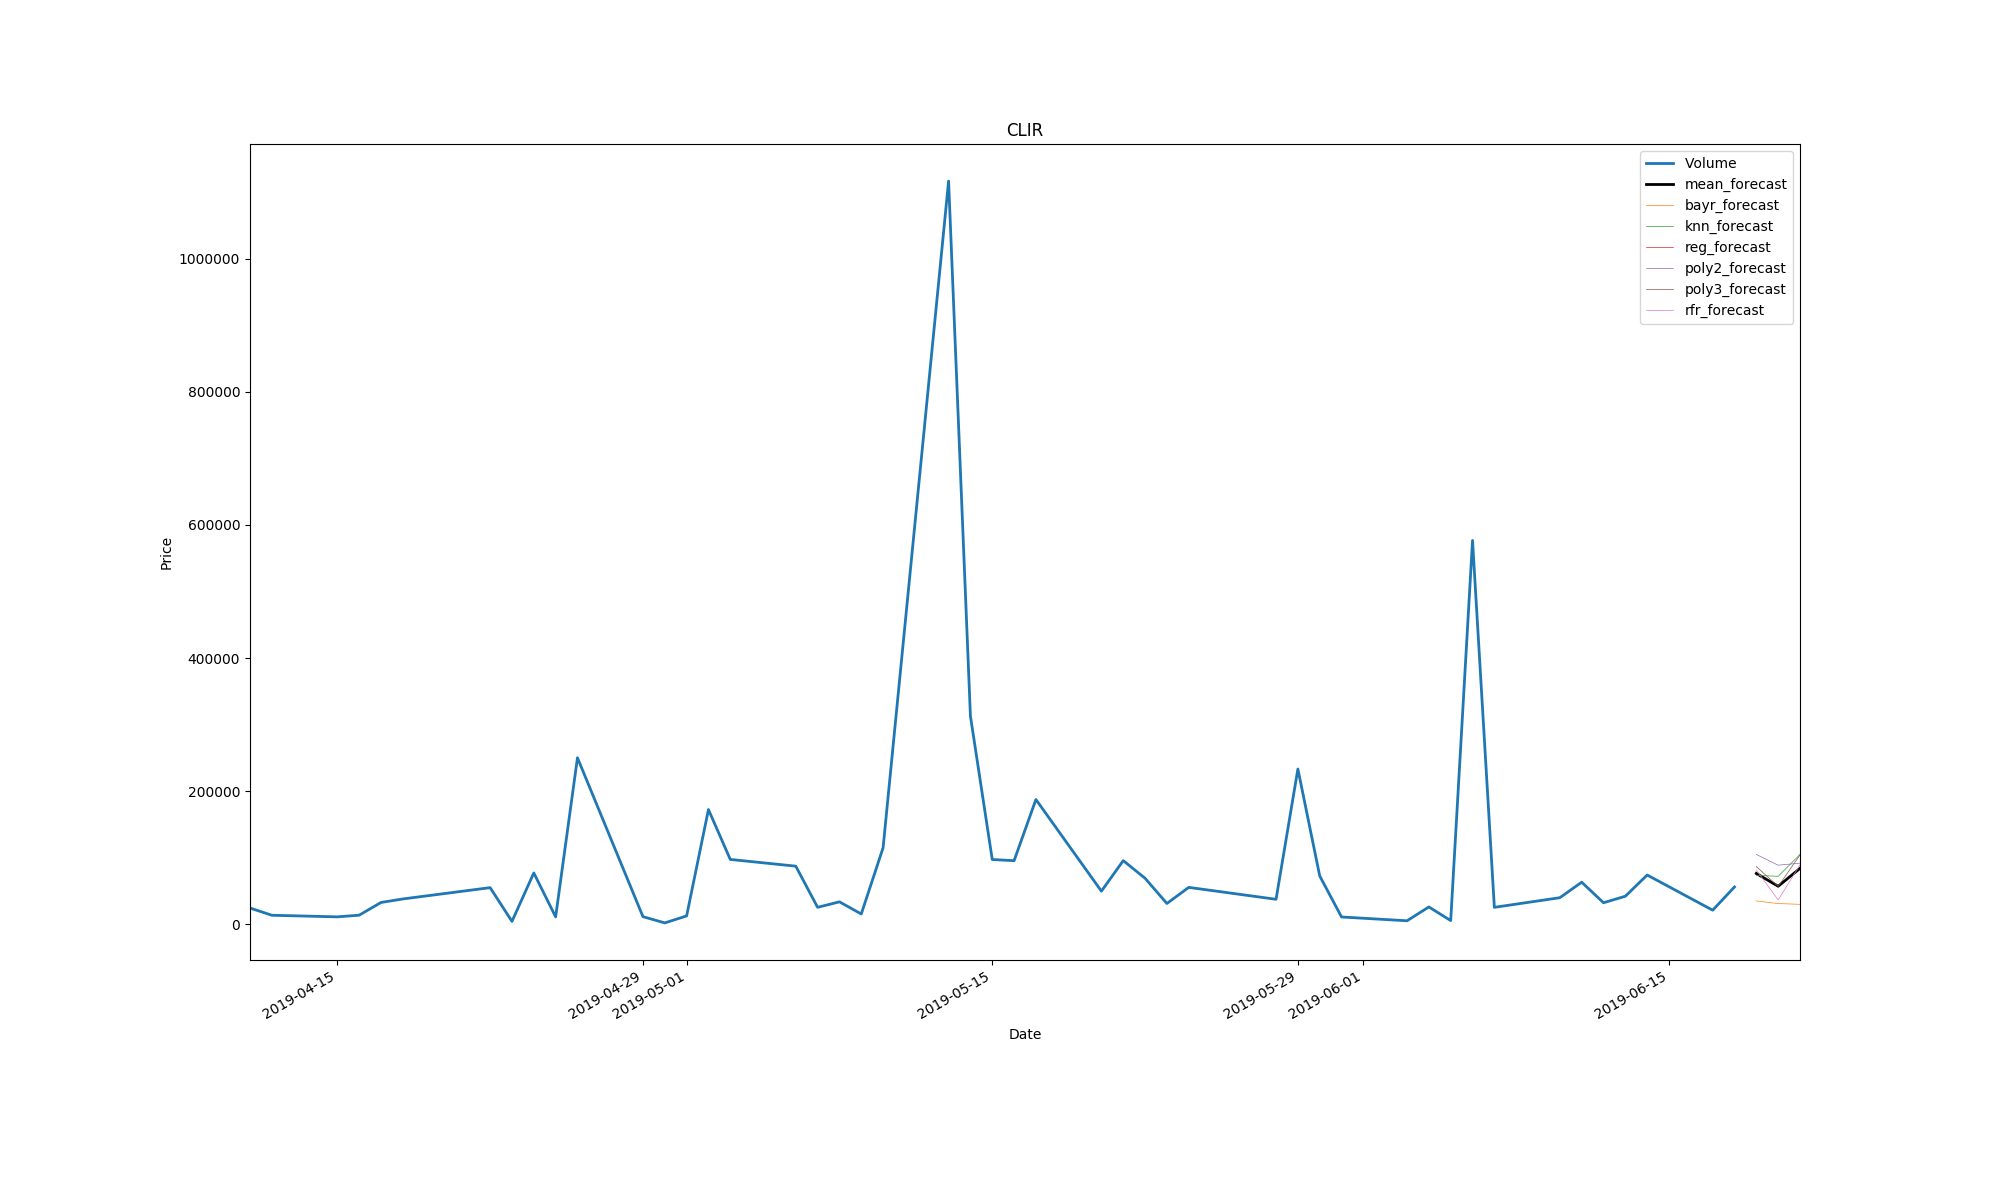 CLIR
Volume
mean_forecast
bayr_forecast
knn_forecast
reg_forecast
poly2_forecast
poly3_forecast
rfr_forecast
1000000
800000
600000
400000
200000
0
Price
2019-04-15
2019-04-29
2019-05-01
2019-05-15
2019-05-29
2019-06-01
2019-06-15
Date